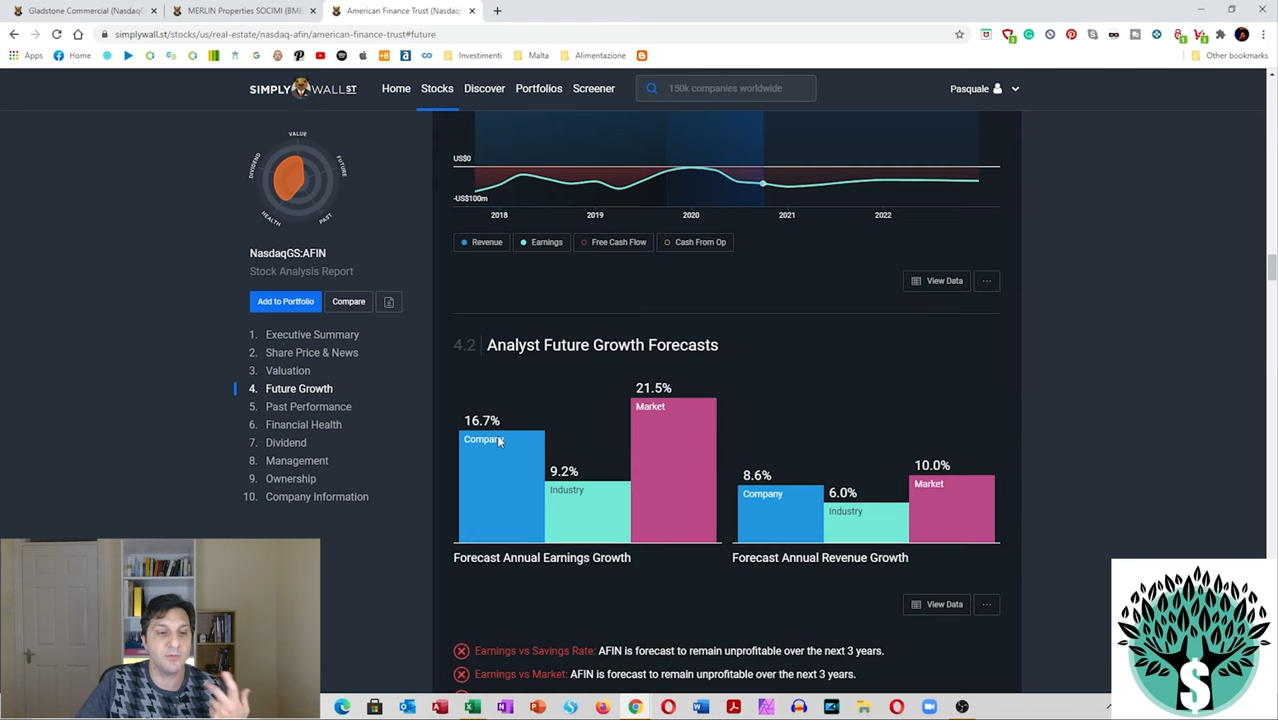 Gladstone Commercial (Nasdaq
MERLIN Properties SOCIMI (BME:
American Finance Trust (Nasdaq
simplywall.st/stocks/us/real-estate/nasdaq-afin/american-finance-trust#future
Apps
Home
Investimenti
Malta
Alimentazione
Other bookmarks
SIMPLY WALL ST
Home
Stocks
Discover
Portfolios
Screener
150k companies worldwide
Pasquale
VALUE
FUTURE
PAST
HEALTH
DIVIDEND
NasdaqGS:AFIN
Stock Analysis Report
Add to Portfolio
Compare
1. Executive Summary
2. Share Price & News
3. Valuation
4. Future Growth
5. Past Performance
6. Financial Health
7. Dividend
8. Management
9. Ownership
10. Company Information
US$0
-US$100m
2018
2019
2020
2021
2022
Revenue
Earnings
Free Cash Flow
Cash From Op
View Data
4.2 Analyst Future Growth Forecasts
16.7%
Company
9.2%
Industry
21.5%
Market
Forecast Annual Earnings Growth
8.6%
Company
6.0%
Industry
10.0%
Market
Forecast Annual Revenue Growth
View Data
Earnings vs Savings Rate: AFIN is forecast to remain unprofitable over the next 3 years.
Earnings vs Market: AFIN is forecast to remain unprofitable over the next 3 years.